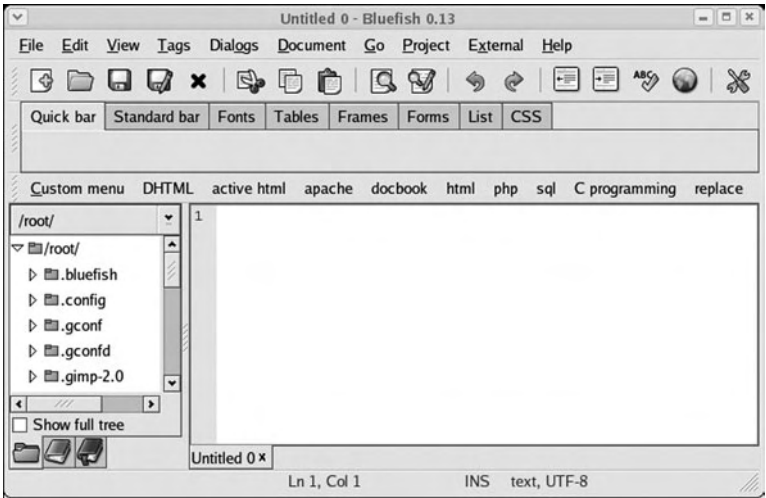 Untitled 0 - Bluefish 0.13
File Edit View Tags Dialogs Document Go Project External Help
ABC
Quick bar Standard bar Fonts Tables Frames Forms List CSS
Custom menu DHTML active html apache docbook html php sql C programming replace
/root/
1
/root/
.bluefish
.config
.gconf
.gconfd
.gimp-2.0
Show full tree
Untitled 0 x
Ln 1, Col 1 INS text, UTF-8